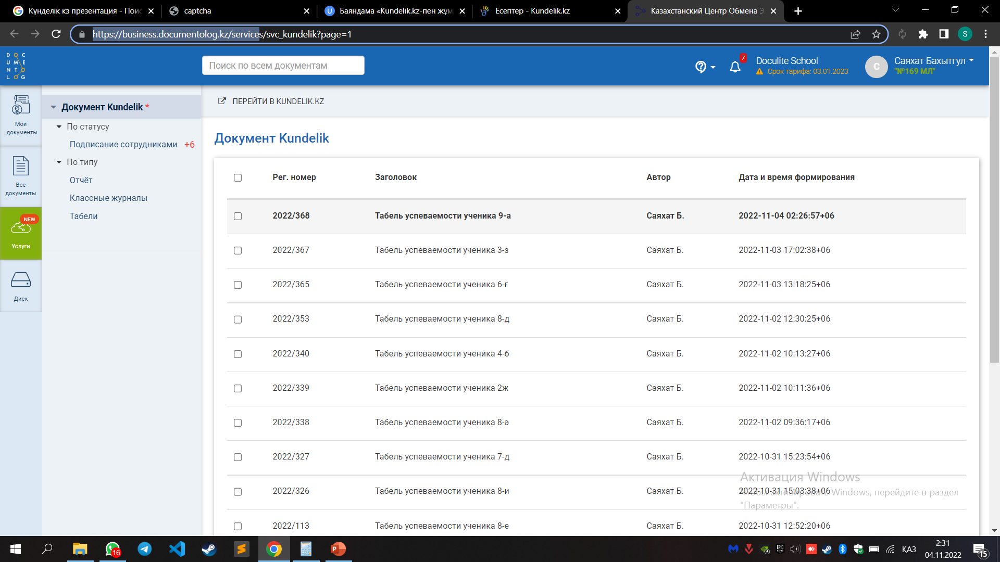 Күнделік кз презентация - Поис
captcha
Баяндама «Kundelik.kz-пен жұмы
Есептер - Kundelik.kz
Казахстанский Центр Обмена Э
https://business.documentolog.kz/services/svc_kundelik?page=1
S
DOC
UME
NTO
LOG
Поиск по всем документам
7
Doculite School
Срок тарифа: 03.01.2023
С
Саяхат Бахытгул
"№169 МЛ"
Мои
документы
Все
документы
NEW
Услуги
Диск
Документ Kundelik *
По статусу
Подписание сотрудниками +6
По типу
Отчёт
Классные журналы
Табели
ПЕРЕЙТИ В KUNDELIK.KZ
Документ Kundelik
Рег. номер Заголовок Автор Дата и время формирования
2022/368 Табель успеваемости ученика 9-а Саяхат Б. 2022-11-04 02:26:57+06
2022/367 Табель успеваемости ученика 3-з Саяхат Б. 2022-11-03 17:02:38+06
2022/365 Табель успеваемости ученика 6-ғ Саяхат Б. 2022-11-03 13:18:25+06
2022/353 Табель успеваемости ученика 8-д Саяхат Б. 2022-11-02 12:30:25+06
2022/340 Табель успеваемости ученика 4-б Саяхат Б. 2022-11-02 10:13:27+06
2022/339 Табель успеваемости ученика 2ж Саяхат Б. 2022-11-02 10:11:36+06
2022/338 Табель успеваемости ученика 8-ә Саяхат Б. 2022-11-02 09:36:17+06
2022/327 Табель успеваемости ученика 7-д Саяхат Б. 2022-10-31 15:23:54+06
2022/326 Табель успеваемости ученика 8-и Саяхат Б. 2022-10-31 15:03:38+06
2022/113 Табель успеваемости ученика 8-е Саяхат Б. 2022-10-31 12:52:20+06
Активация Windows
Чтобы активировать Windows, перейдите в раздел
"Параметры".
16
ҚАЗ
2:31
04.11.2022
15